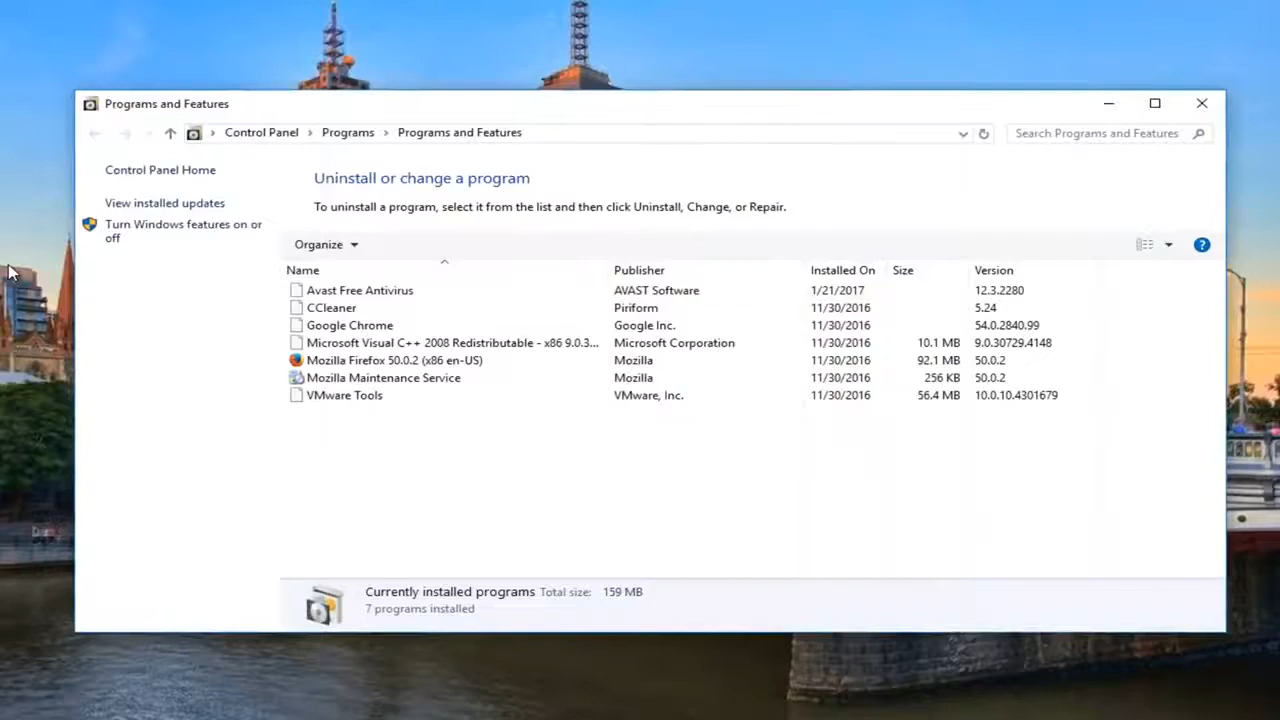 Programs and Features
Control Panel > Programs > Programs and Features
Search Programs and Features
Control Panel Home
View installed updates
Turn Windows features on or
off
Uninstall or change a program
To uninstall a program, select it from the list and then click Uninstall, Change, or Repair.
Organize
Name Publisher Installed On Size Version
Avast Free Antivirus AVAST Software 1/21/2017 12.3.2280
CCleaner Piriform 11/30/2016 5.24
Google Chrome Google Inc. 11/30/2016 54.0.2840.99
Microsoft Visual C++ 2008 Redistributable - x86 9.0.3... Microsoft Corporation 11/30/2016 10.1 MB 9.0.30729.4148
Mozilla Firefox 50.0.2 (x86 en-US) Mozilla 11/30/2016 92.1 MB 50.0.2
Mozilla Maintenance Service Mozilla 11/30/2016 256 KB 50.0.2
VMware Tools VMware, Inc. 11/30/2016 56.4 MB 10.0.10.4301679
Currently installed programs Total size: 159 MB
7 programs installed